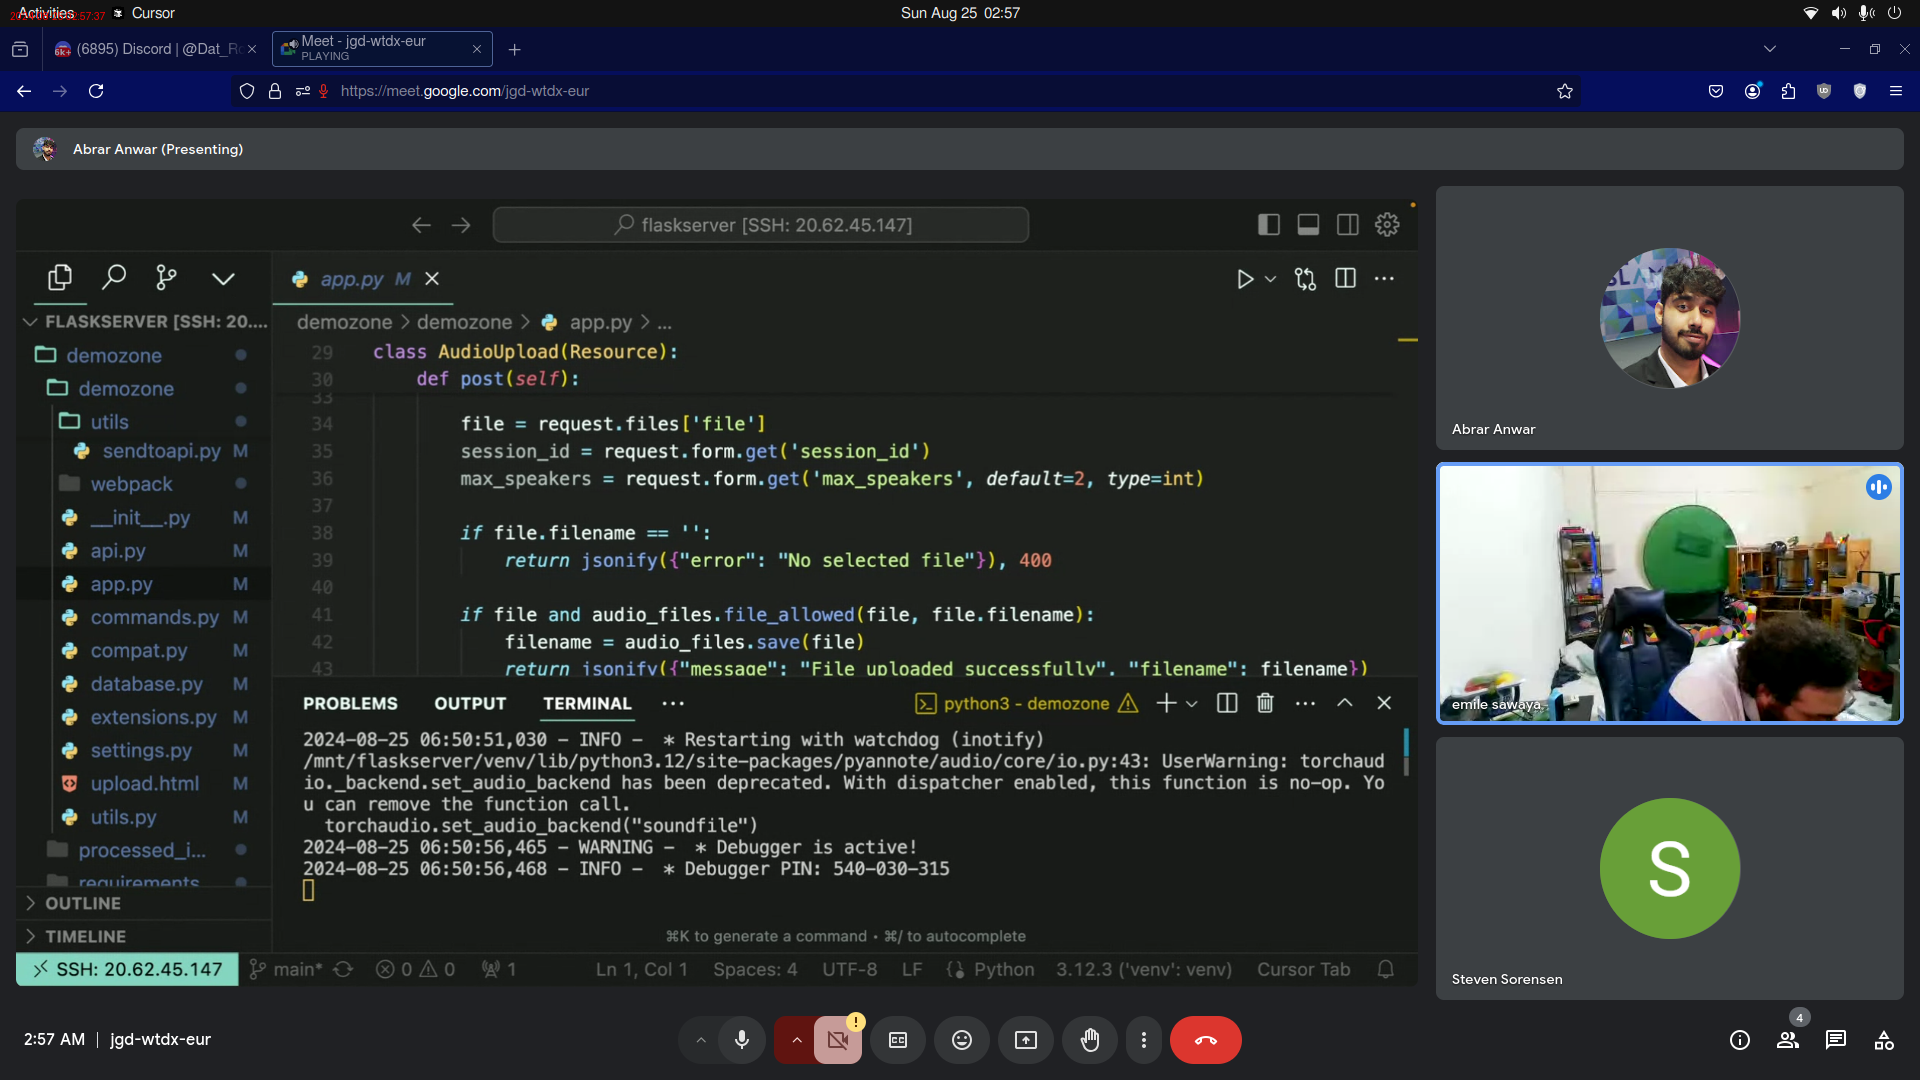 Activities
Cursor
Sun Aug 25 02:57
(6895) Discord | @Dat_Ro
Meet - jgd-wtdx-eur
PLAYING
https://meet.google.com/jgd-wtdx-eur
Abrar Anwar (Presenting)
flaskserver [SSH: 20.62.45.147]
app.py M
FLASKSERVER [SSH: 20....
demozone > demozone > app.py > ...
demozone
demozone
utils
sendtoapi.py M
webpack
__init__.py M
api.py M
app.py M
commands.py M
compat.py M
database.py M
extensions.py M
settings.py M
upload.html M
utils.py M
processed_i...
requirements
OUTLINE
TIMELINE
29 class AudioUpload(Resource):
30 def post(self):
33
34 file = request.files['file']
35 session_id = request.form.get('session_id')
36 max_speakers = request.form.get('max_speakers', default=2, type=int)
37
38 if file.filename == '':
39 return jsonify({"error": "No selected file"}), 400
40
41 if file and audio_files.file_allowed(file, file.filename):
42 filename = audio_files.save(file)
43 return jsonify({"message": "File uploaded successfully", "filename": filename})
PROBLEMS OUTPUT TERMINAL ... python3 - demozone
2024-08-25 06:50:51,030 - INFO - * Restarting with watchdog (inotify)
/mnt/flaskserver/venv/lib/python3.12/site-packages/pyannote/audio/core/io.py:43: UserWarning: torchaud
io._backend.set_audio_backend has been deprecated. With dispatcher enabled, this function is no-op. Yo
u can remove the function call.
torchaudio.set_audio_backend("soundfile")
2024-08-25 06:50:56,465 - WARNING - * Debugger is active!
2024-08-25 06:50:56,468 - INFO - * Debugger PIN: 540-030-315
⌘K to generate a command • ⌘/ to autocomplete
SSH: 20.62.45.147 main* 0 0 1 Ln 1, Col 1 Spaces: 4 UTF-8 LF Python 3.12.3 ('venv': venv) Cursor Tab
Abrar Anwar
emile sawaya
S
Steven Sorensen
2:57 AM | jgd-wtdx-eur
4